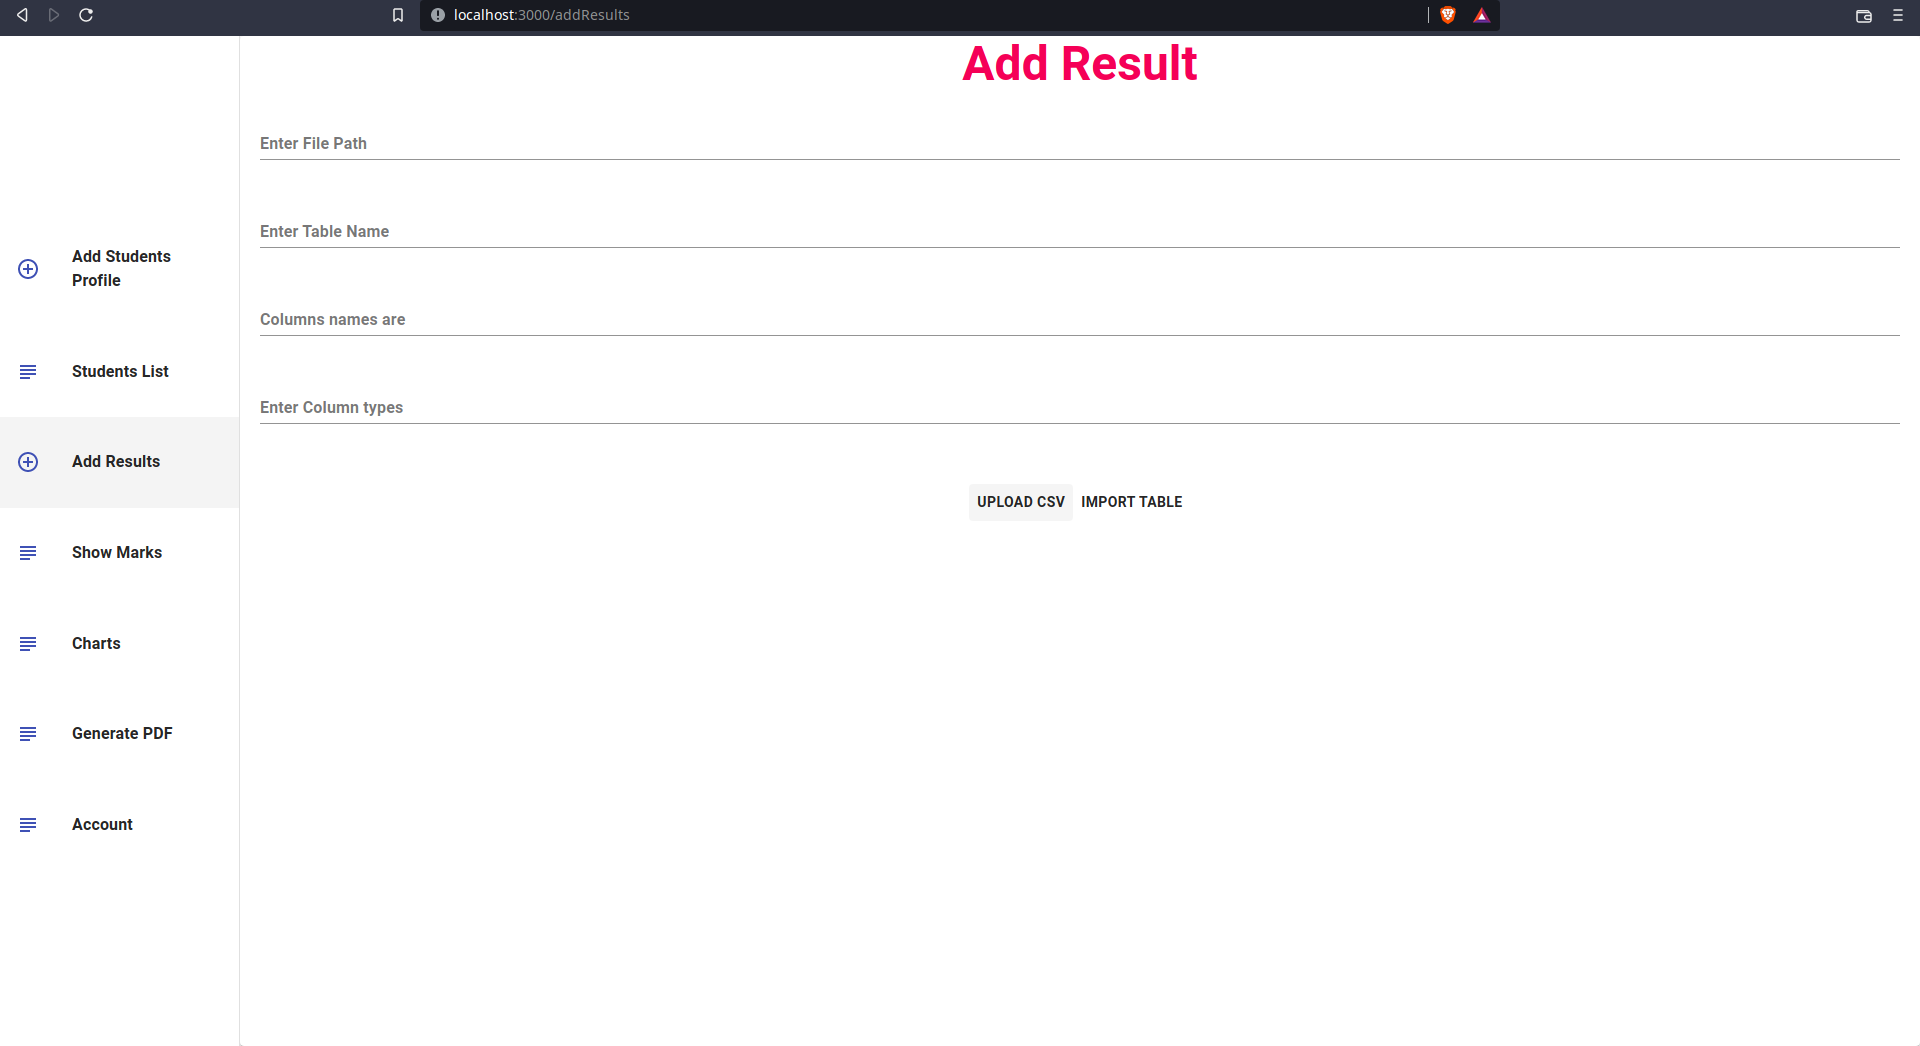 localhost:3000/addResults
Add Result
Enter File Path
Enter Table Name
Columns names are
Enter Column types
UPLOAD CSV IMPORT TABLE
Add Students
Profile
Students List
Add Results
Show Marks
Charts
Generate PDF
Account